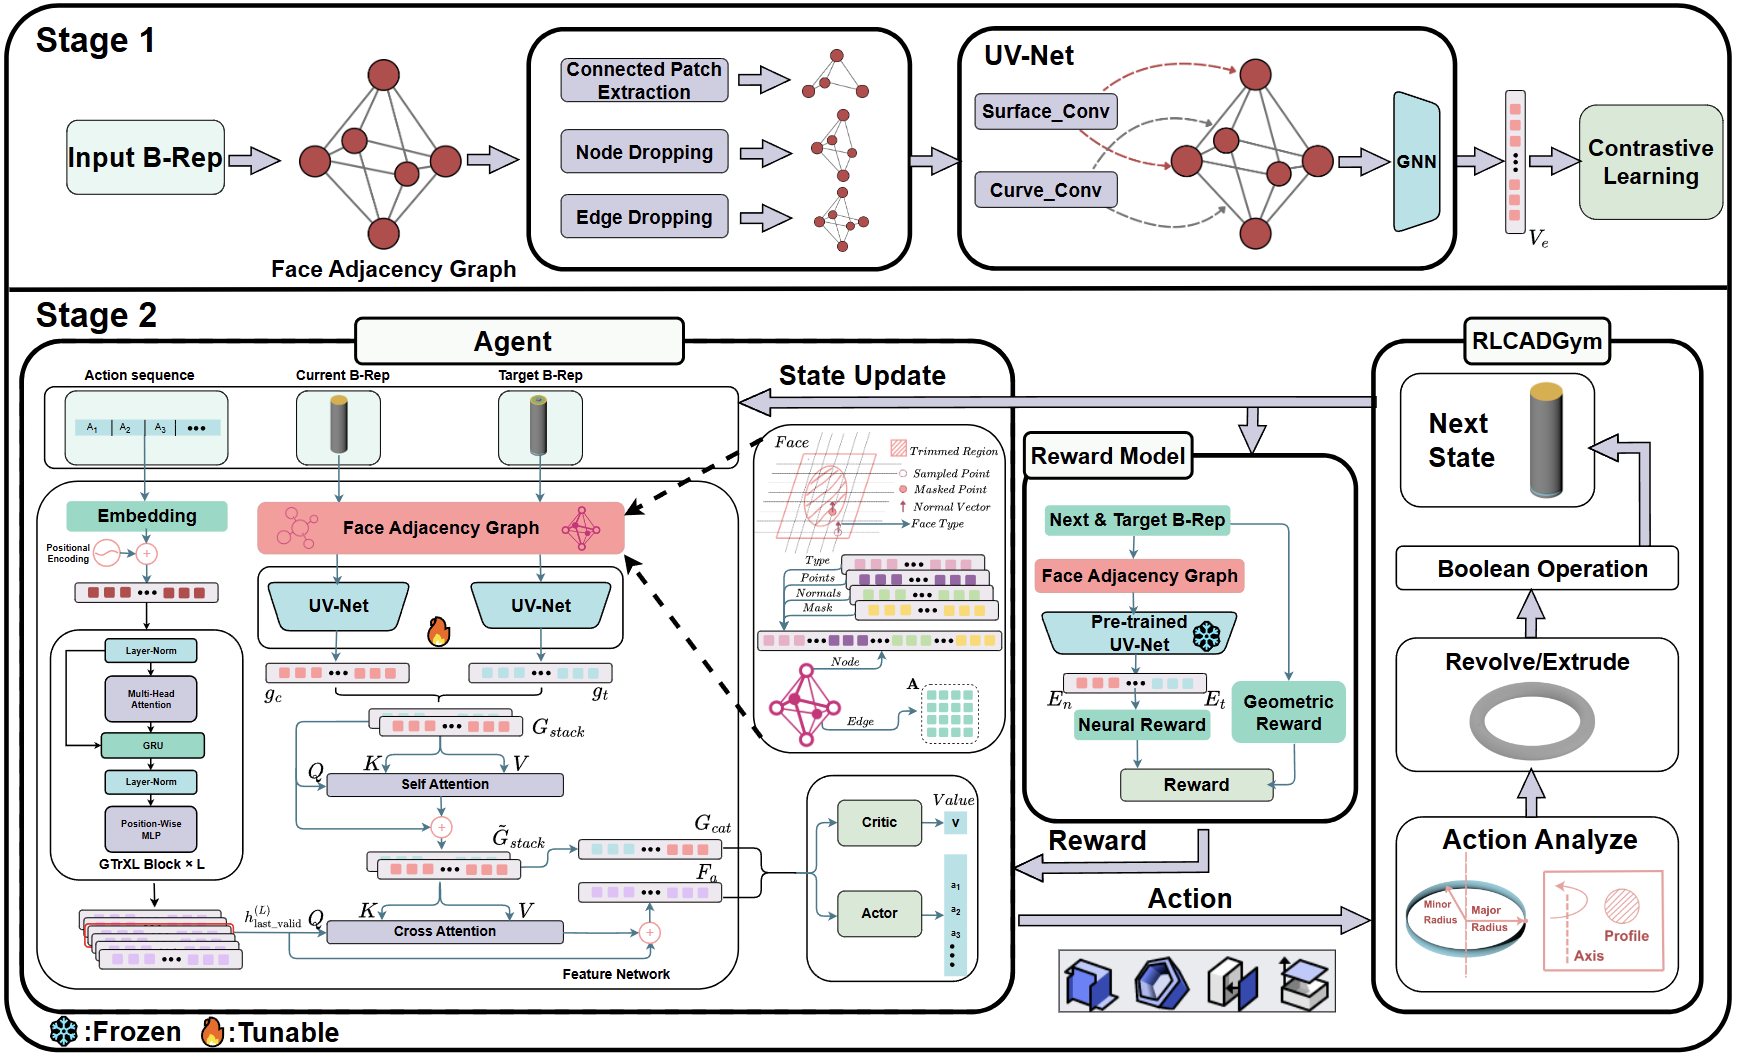 Stage 1
Input B-Rep
Face Adjacency Graph
Connected Patch
Extraction
Node Dropping
Edge Dropping
UV-Net
Surface_Conv
Curve_Conv
GNN
V_e
Contrastive
Learning
Stage 2
Agent
Action sequence
Current B-Rep
Target B-Rep
A_1 A_2 A_3 •••
State Update
Embedding
Positional
Encoding
+
•••
Layer-Norm
Multi-Head
Attention
GRU
Layer-Norm
Position-Wise
MLP
GTrXL Block × L
•••
h_{last_valid}^{(L)}
Face Adjacency Graph
UV-Net
UV-Net
g_c
g_t
G_{stack}
Q
K
V
Self Attention
+
G̃_{stack}
G_{cat}
F_a
Q
K
V
Cross Attention
+
Feature Network
Face
Trimmed Region
Sampled Point
Masked Point
Normal Vector
Face Type
Type
Points
Normals
Mask
Node
Edge
A
Critic
Value
V
Actor
a_1
a_2
a_3
Reward Model
Next & Target B-Rep
Face Adjacency Graph
Pre-trained
UV-Net
E_n
E_t
Neural Reward
Geometric
Reward
Reward
Reward
Action
RLCADGym
Next
State
Boolean Operation
Revolve/Extrude
Action Analyze
Minor
Radius
Major
Radius
Axis
Profile
:Frozen
:Tunable